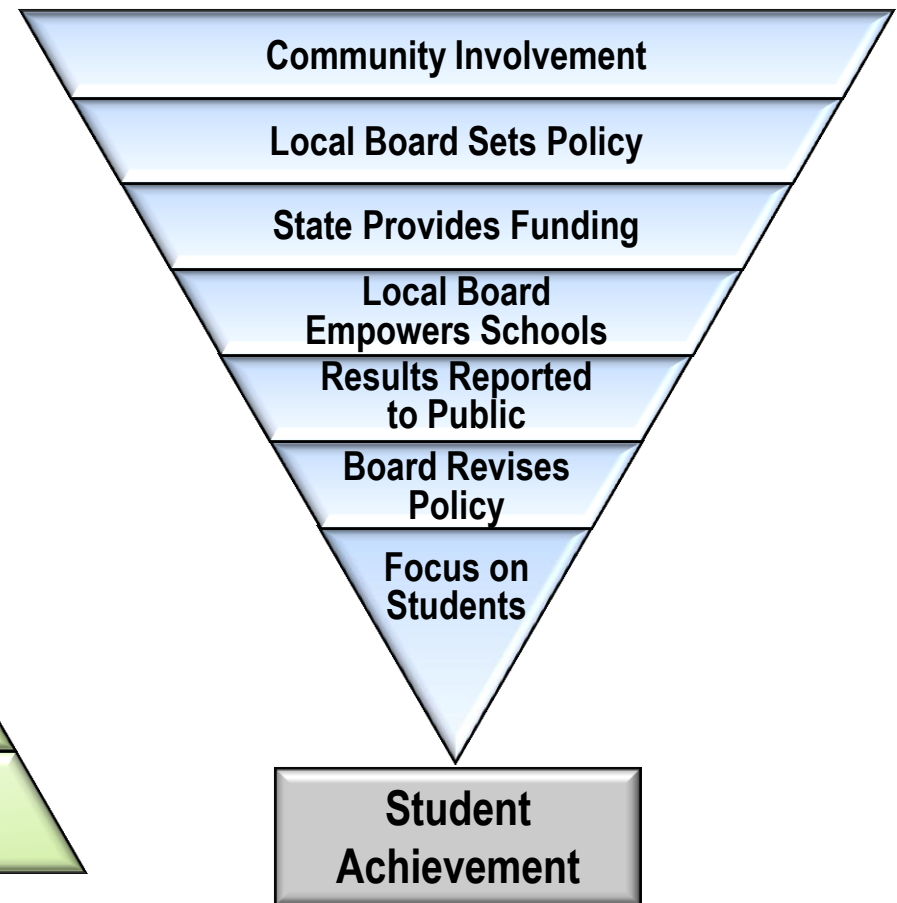 Community Involvement
Local Board Sets Policy
State Provides Funding
Local Board
Empowers Schools
Results Reported
to Public
Board Revises
Policy
Focus on
Students
Student
Achievement